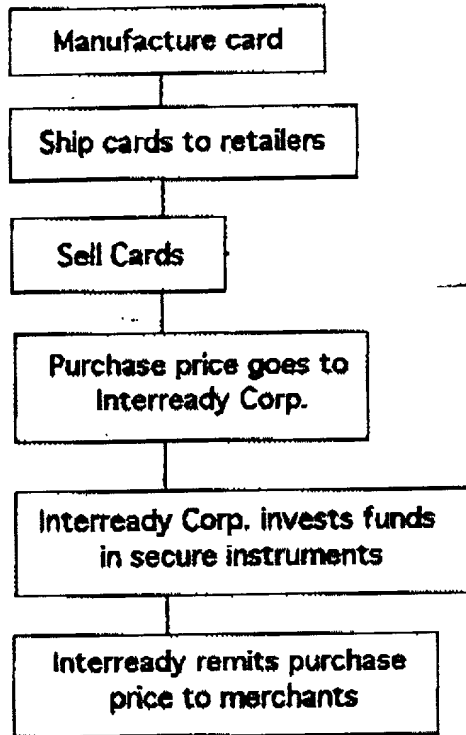 Manufacture card
Ship cards to retailers
Sell Cards
Purchase price goes to
Interready Corp.
Interready Corp. invests funds
in secure instruments
Interready remits purchase
price to merchants